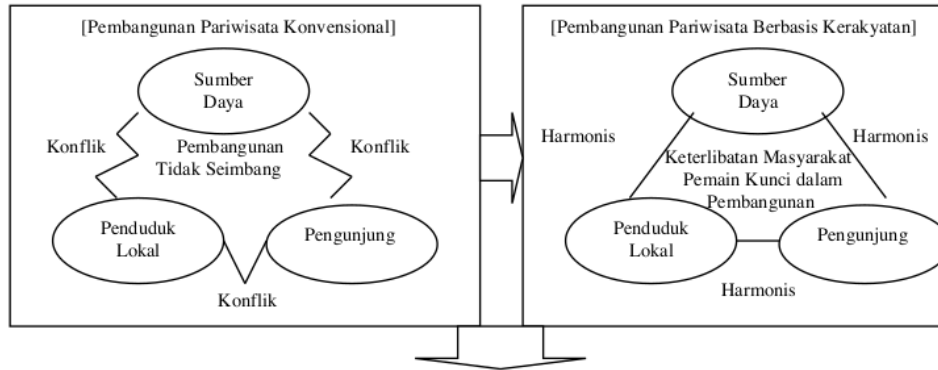 [Pembangunan Pariwisata Konvensional]
Sumber
Daya
Konflik
Konflik
Pembangunan
Tidak Seimbang
Penduduk
Lokal
Pengunjung
Konflik
[Pembangunan Pariwisata Berbasis Kerakyatan]
Sumber
Daya
Harmonis
Harmonis
Keterlibatan Masyarakat
Pemain Kunci dalam
Pembangunan
Penduduk
Lokal
Pengunjung
Harmonis